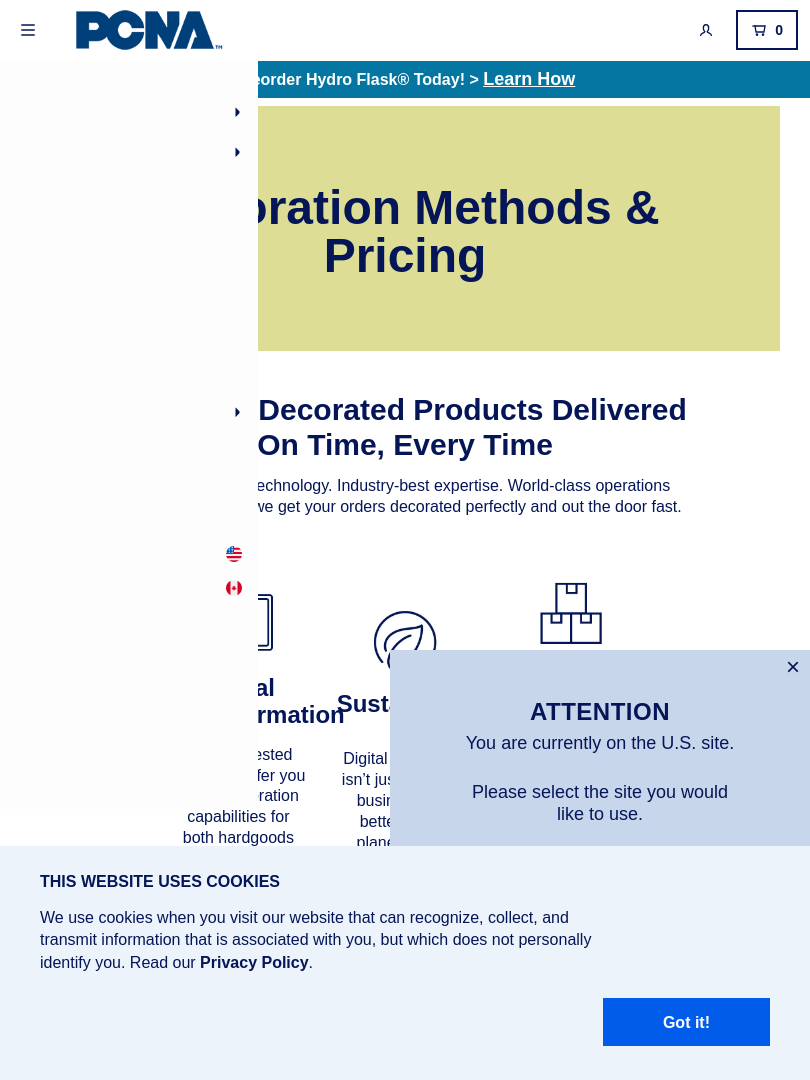 PCNA
TM
0
eorder Hydro Flask® Today! > Learn How
oration Methods &
Pricing
Decorated Products Delivered
On Time, Every Time
echnology. Industry-best expertise. World-class operations
we get your orders decorated perfectly and out the door fast.
al
rmation
Susta
ested
fer you
ration
capabilities for
both hardgoods
Digital
isn't jus
busin
bette
plane
ATTENTION
You are currently on the U.S. site.
Please select the site you would
like to use.
THIS WEBSITE USES COOKIES
We use cookies when you visit our website that can recognize, collect, and
transmit information that is associated with you, but which does not personally
identify you. Read our Privacy Policy.
Got it!